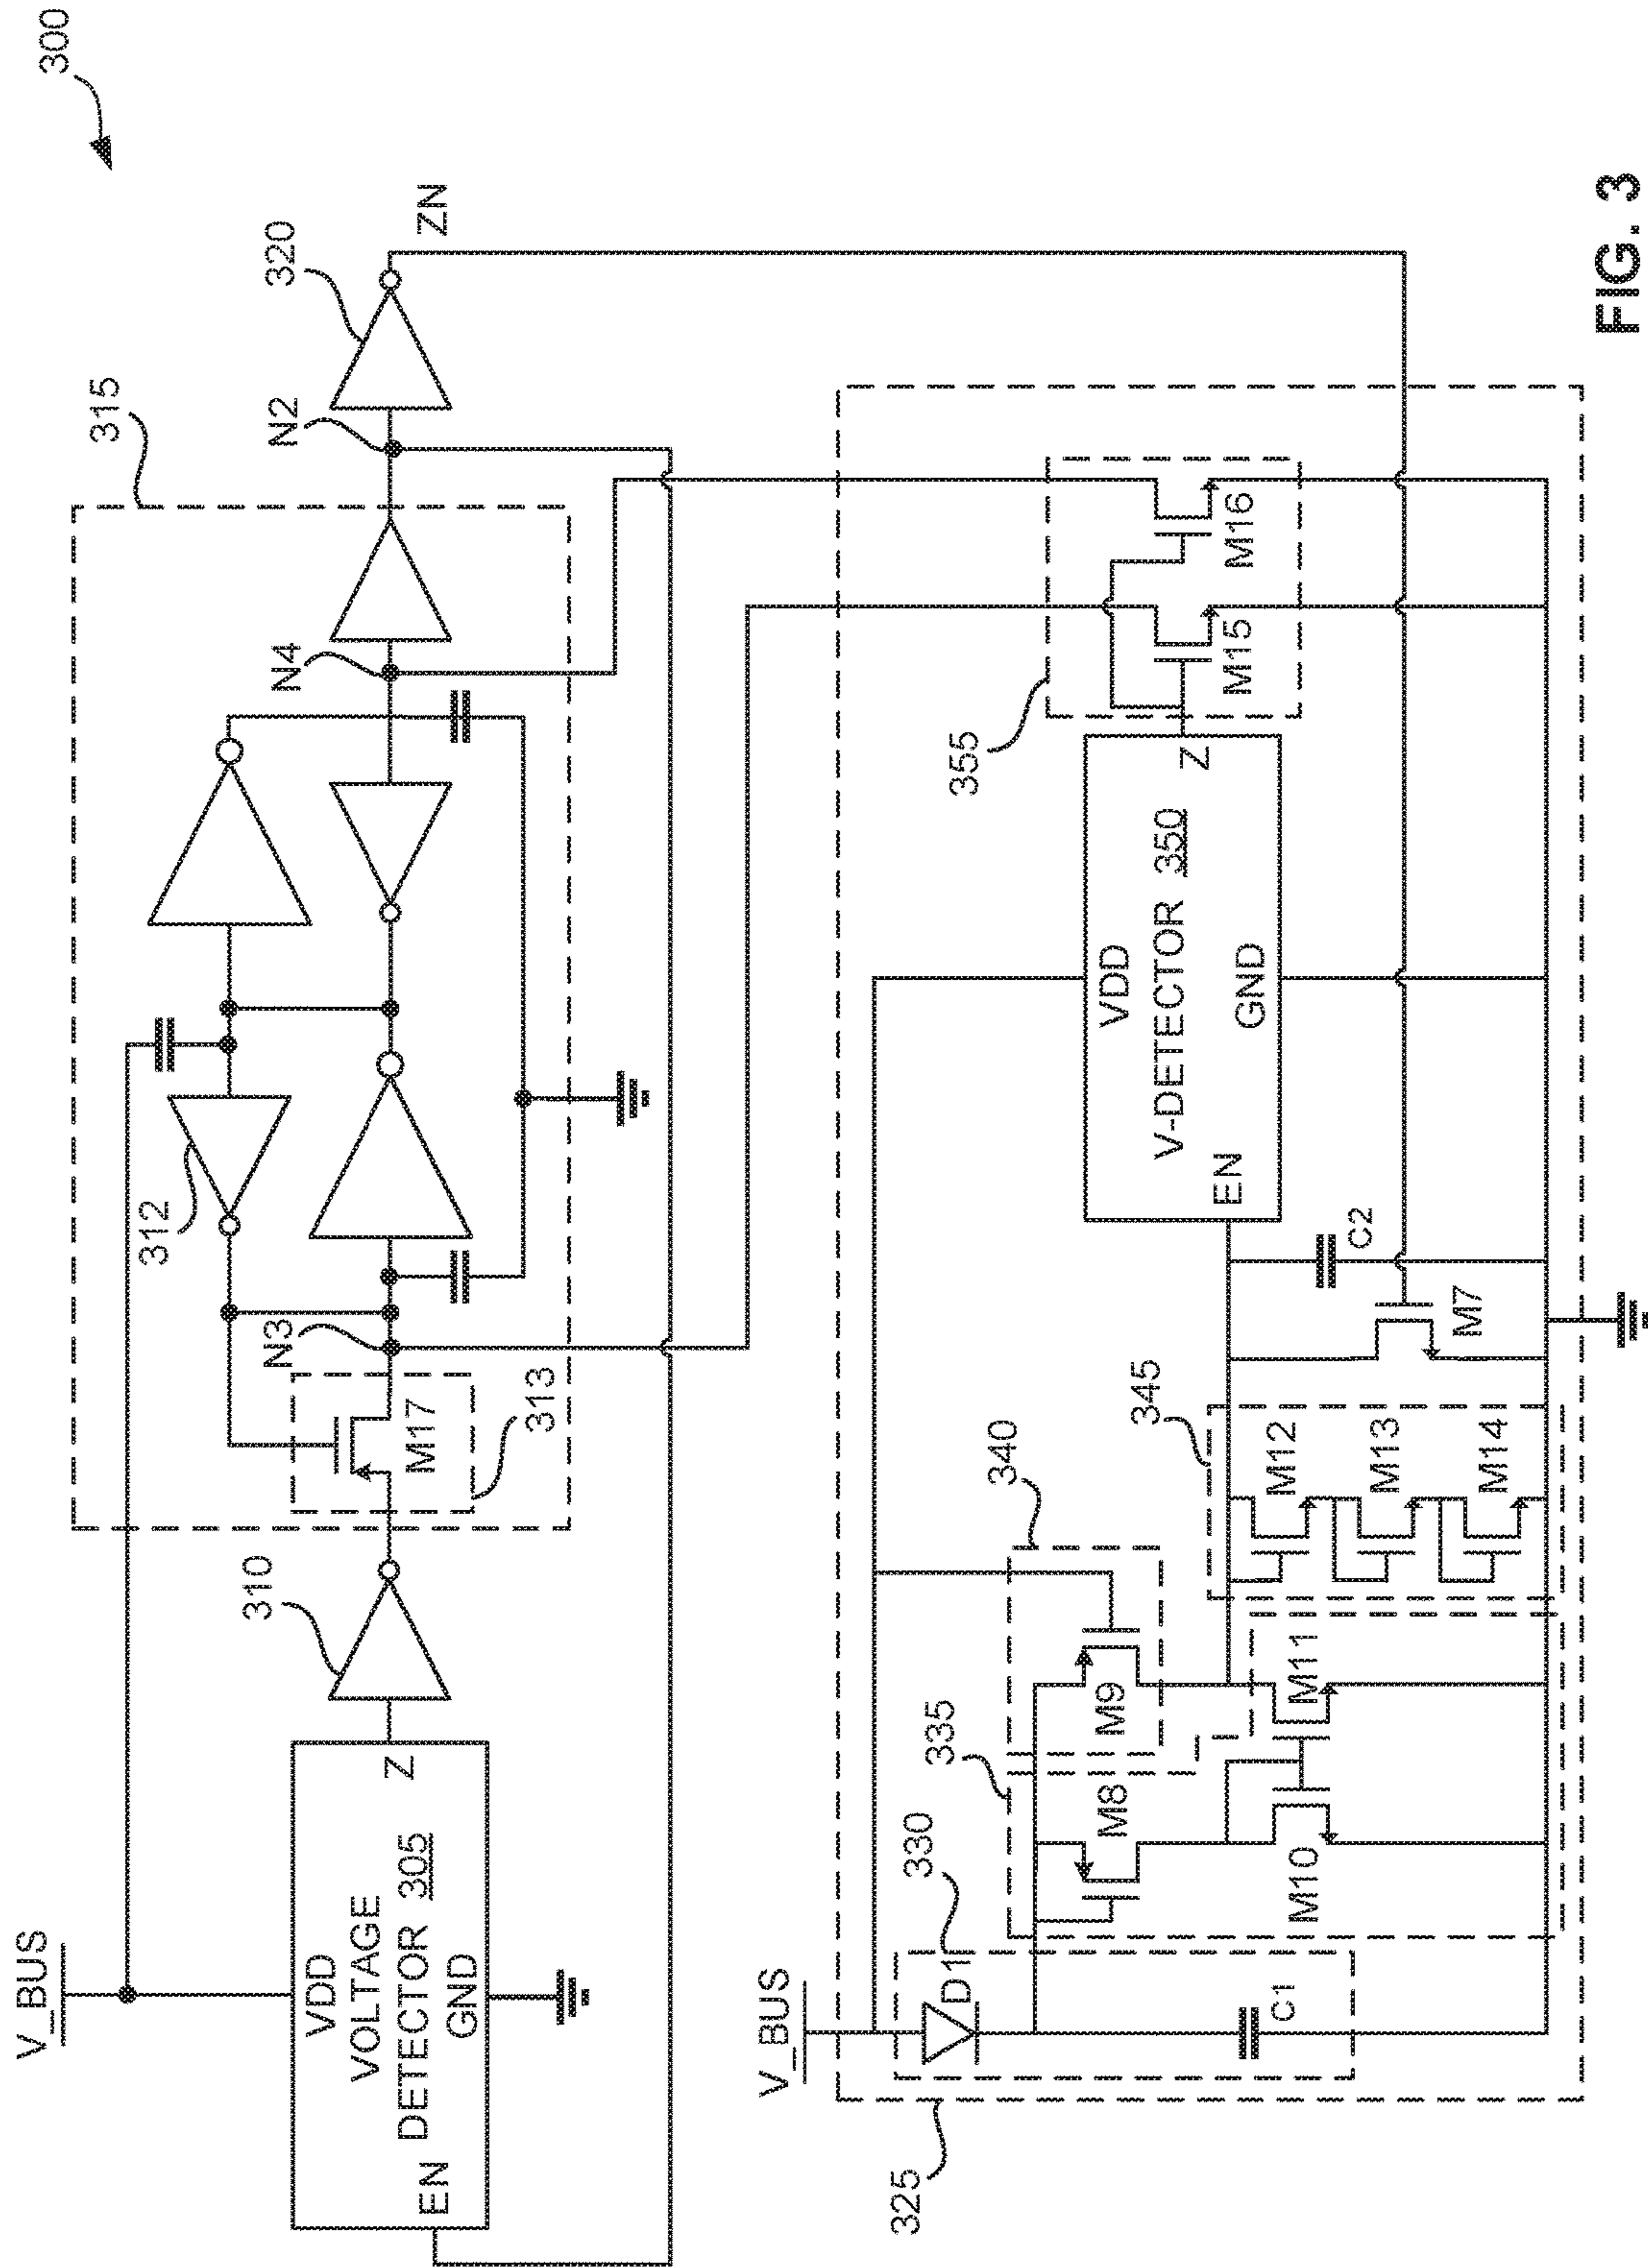 300
V_BUS
VDD
VOLTAGE
DETECTOR 305
GND
EN
Z
310
315
312
313
M17
N3
N4
N2
320
ZN
325
V_BUS
330
D1
C1
335
M8
M10
M11
340
M9
345
M12
M13
M14
M7
C2
VDD
V-DETECTOR 350
EN
GND
Z
355
M15
M16
FIG. 3